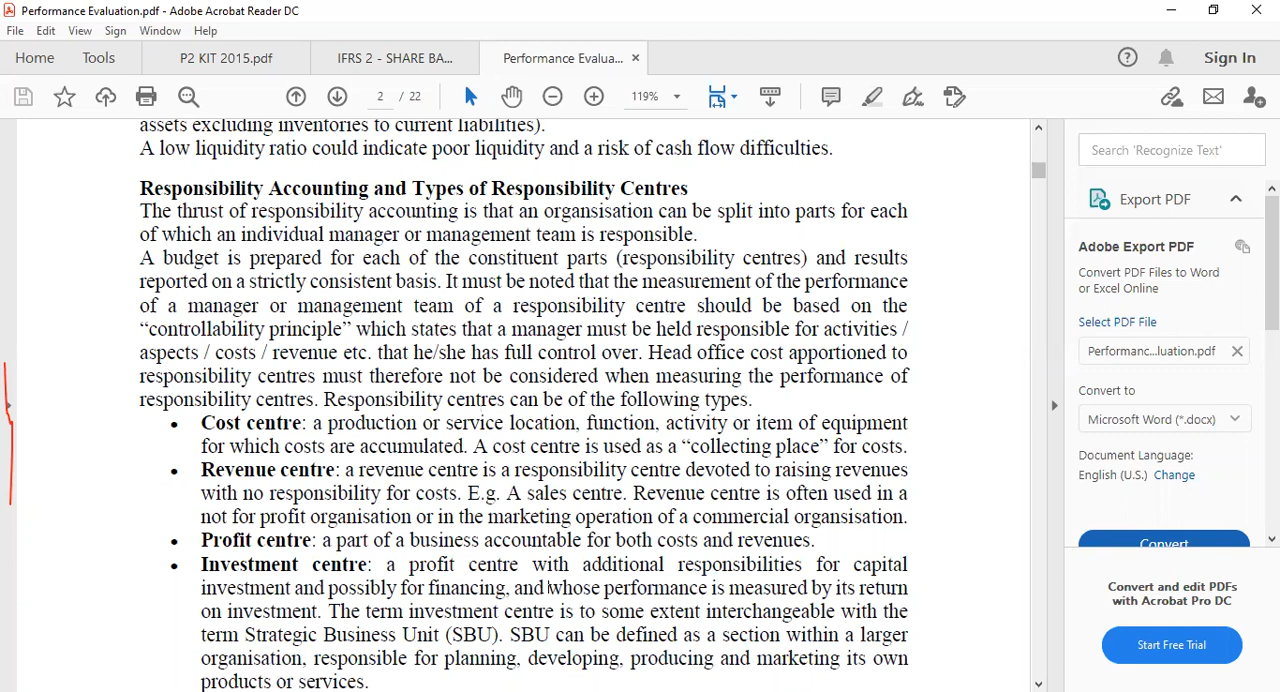 Performance Evaluation.pdf - Adobe Acrobat Reader DC
File Edit View Sign Window Help
Home Tools P2 KIT 2015.pdf IFRS 2 - SHARE BA... Performance Evalua... × Sign In
2 / 22 119%
assets excluding inventories to current liabilities).
A low liquidity ratio could indicate poor liquidity and a risk of cash flow difficulties.
Responsibility Accounting and Types of Responsibility Centres
The thrust of responsibility accounting is that an organisation can be split into parts for each
of which an individual manager or management team is responsible.
A budget is prepared for each of the constituent parts (responsibility centres) and results
reported on a strictly consistent basis. It must be noted that the measurement of the performance
of a manager or management team of a responsibility centre should be based on the
“controllability principle” which states that a manager must be held responsible for activities /
aspects / costs / revenue etc. that he/she has full control over. Head office cost apportioned to
responsibility centres must therefore not be considered when measuring the performance of
responsibility centres. Responsibility centres can be of the following types.
• Cost centre: a production or service location, function, activity or item of equipment
for which costs are accumulated. A cost centre is used as a “collecting place” for costs.
• Revenue centre: a revenue centre is a responsibility centre devoted to raising revenues
with no responsibility for costs. E.g. A sales centre. Revenue centre is often used in a
not for profit organisation or in the marketing operation of a commercial organsisation.
• Profit centre: a part of a business accountable for both costs and revenues.
• Investment centre: a profit centre with additional responsibilities for capital
investment and possibly for financing, and whose performance is measured by its return
on investment. The term investment centre is to some extent interchangeable with the
term Strategic Business Unit (SBU). SBU can be defined as a section within a larger
organisation, responsible for planning, developing, producing and marketing its own
products or services.
Search 'Recognize Text'
Export PDF
Adobe Export PDF
Convert PDF Files to Word
or Excel Online
Select PDF File
Performanc...luation.pdf ×
Convert to
Microsoft Word (*.docx)
Document Language:
English (U.S.) Change
Convert
Convert and edit PDFs
with Acrobat Pro DC
Start Free Trial